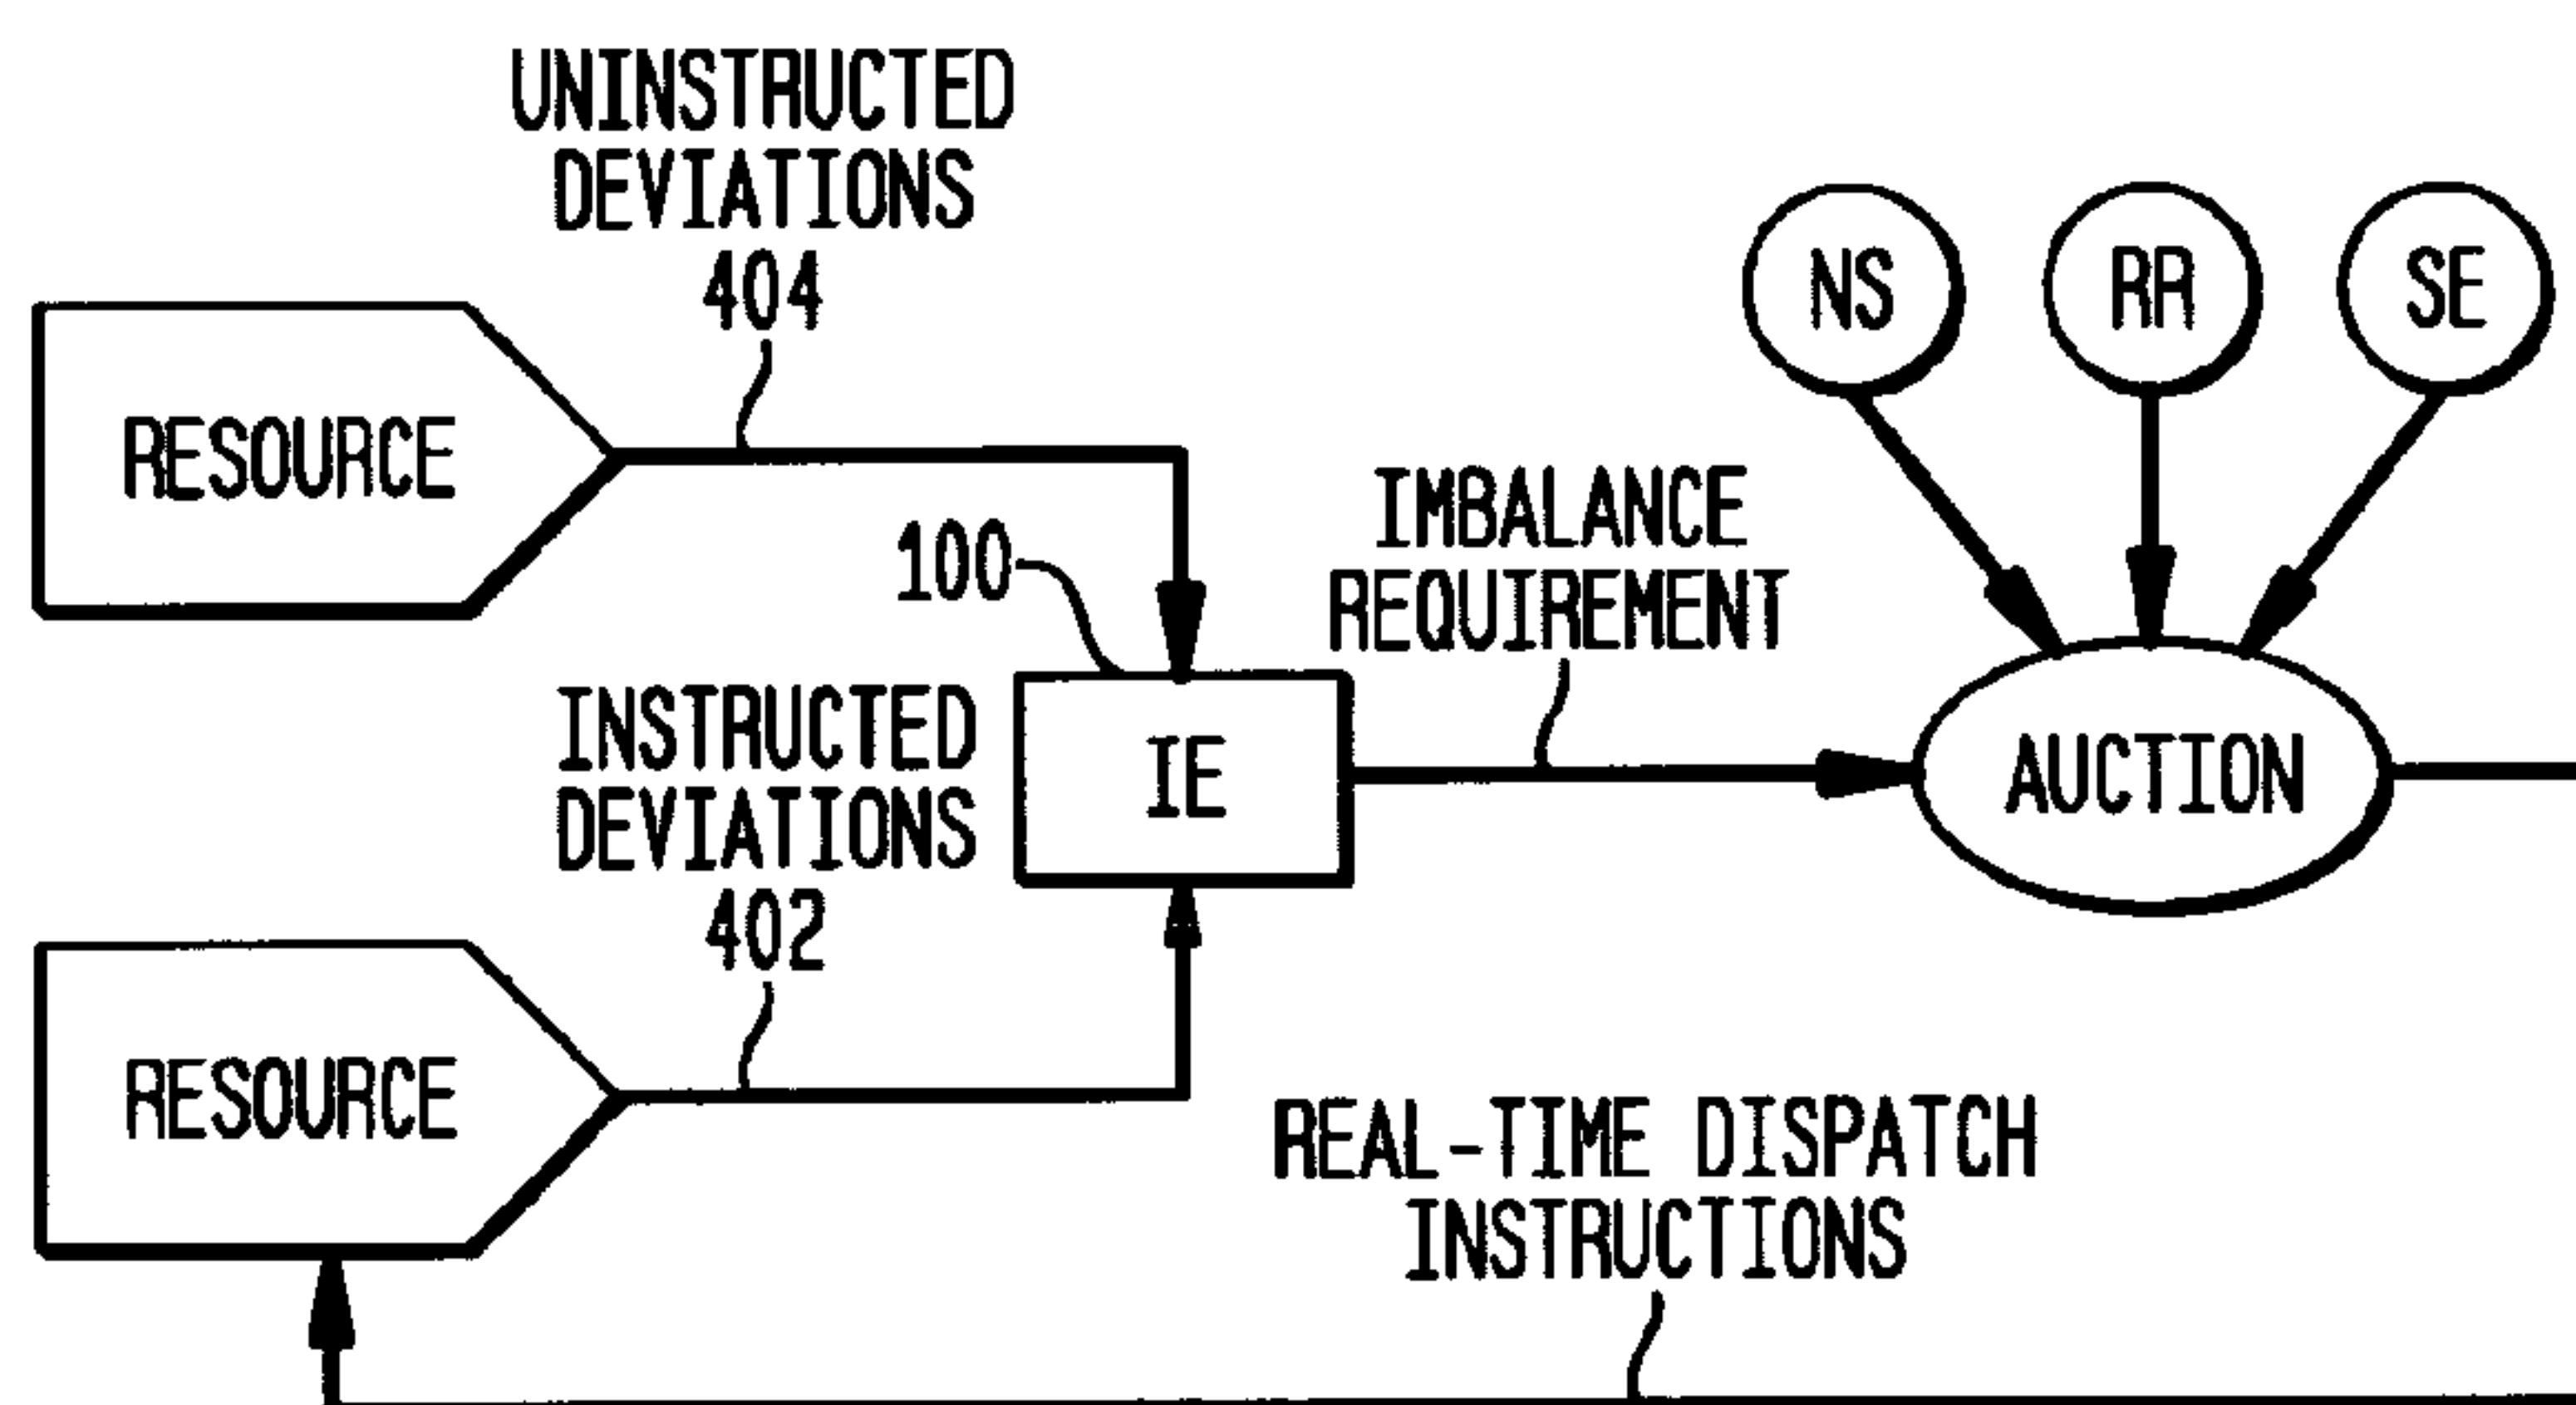 UNINSTRUCTED
DEVIATIONS
404
NS
RR
SE
RESOURCE
100
IMBALANCE
REQUIREMENT
INSTRUCTED
DEVIATIONS
402
IE
AUCTION
RESOURCE
REAL-TIME DISPATCH
INSTRUCTIONS